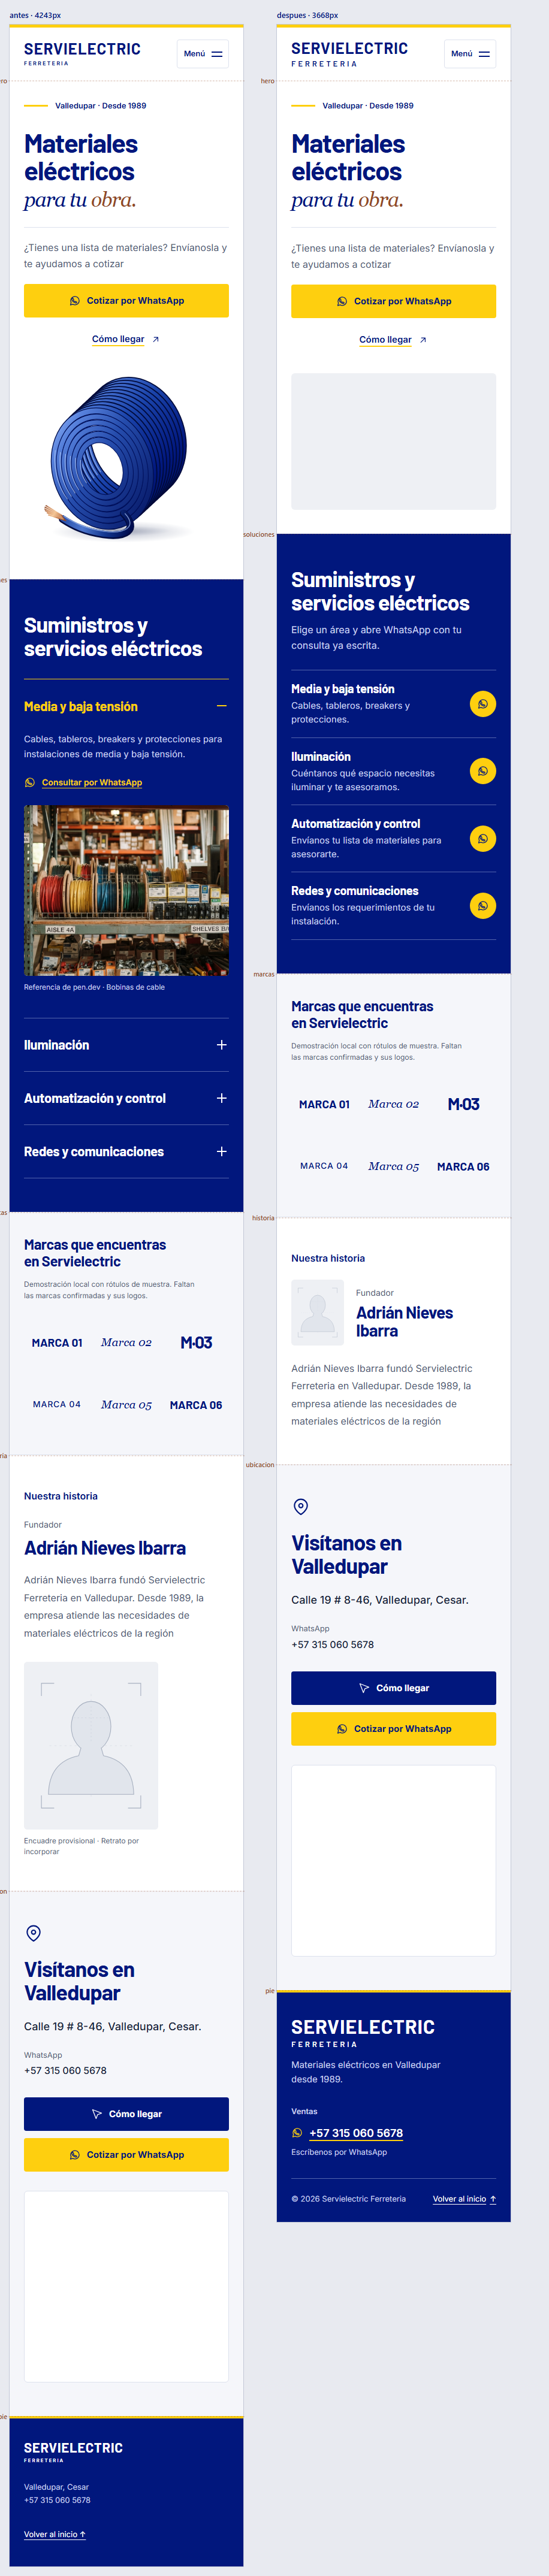 antes · 4243px
SERVIELECTRIC
FERRETERIA
Menú
ro
Valledupar · Desde 1989
Materiales
eléctricos
para tu obra.
¿Tienes una lista de materiales? Envíanosla y
te ayudamos a cotizar
Cotizar por WhatsApp
Cómo llegar
es
Suministros y
servicios eléctricos
Media y baja tensión
Cables, tableros, breakers y protecciones para
instalaciones de media y baja tensión.
Consultar por WhatsApp
AISLE 4A
SHELVES B/
Referencia de pen.dev · Bobinas de cable
Iluminación
Automatización y control
Redes y comunicaciones
as
Marcas que encuentras
en Servielectric
Demostración local con rótulos de muestra. Faltan
las marcas confirmadas y sus logos.
MARCA 01 Marca 02 M·03
MARCA 04 Marca 05 MARCA 06
ria
Nuestra historia
Fundador
Adrián Nieves Ibarra
Adrián Nieves Ibarra fundó Servielectric
Ferreteria en Valledupar. Desde 1989, la
empresa atiende las necesidades de
materiales eléctricos de la región
Encuadre provisional · Retrato por
incorporar
on
Visítanos en
Valledupar
Calle 19 # 8-46, Valledupar, Cesar.
WhatsApp
+57 315 060 5678
Cómo llegar
Cotizar por WhatsApp
pie
SERVIELECTRIC
FERRETERIA
Valledupar, Cesar
+57 315 060 5678
Volver al inicio ↑
despues · 3668px
SERVIELECTRIC
FERRETERIA
Menú
hero
Valledupar · Desde 1989
Materiales
eléctricos
para tu obra.
¿Tienes una lista de materiales? Envíanosla y
te ayudamos a cotizar
Cotizar por WhatsApp
Cómo llegar
soluciones
Suministros y
servicios eléctricos
Elige un área y abre WhatsApp con tu
consulta ya escrita.
Media y baja tensión
Cables, tableros, breakers y
protecciones.
Iluminación
Cuéntanos qué espacio necesitas
iluminar y te asesoramos.
Automatización y control
Envíanos tu lista de materiales para
asesorarte.
Redes y comunicaciones
Envíanos los requerimientos de tu
instalación.
marcas
Marcas que encuentras
en Servielectric
Demostración local con rótulos de muestra. Faltan
las marcas confirmadas y sus logos.
MARCA 01 Marca 02 M·03
MARCA 04 Marca 05 MARCA 06
historia
Nuestra historia
Fundador
Adrián Nieves
Ibarra
Adrián Nieves Ibarra fundó Servielectric
Ferreteria en Valledupar. Desde 1989, la
empresa atiende las necesidades de
materiales eléctricos de la región
ubicacion
Visítanos en
Valledupar
Calle 19 # 8-46, Valledupar, Cesar.
WhatsApp
+57 315 060 5678
Cómo llegar
Cotizar por WhatsApp
pie
SERVIELECTRIC
FERRETERIA
Materiales eléctricos en Valledupar
desde 1989.
Ventas
+57 315 060 5678
Escríbenos por WhatsApp
© 2026 Servielectric Ferreteria
Volver al inicio ↑